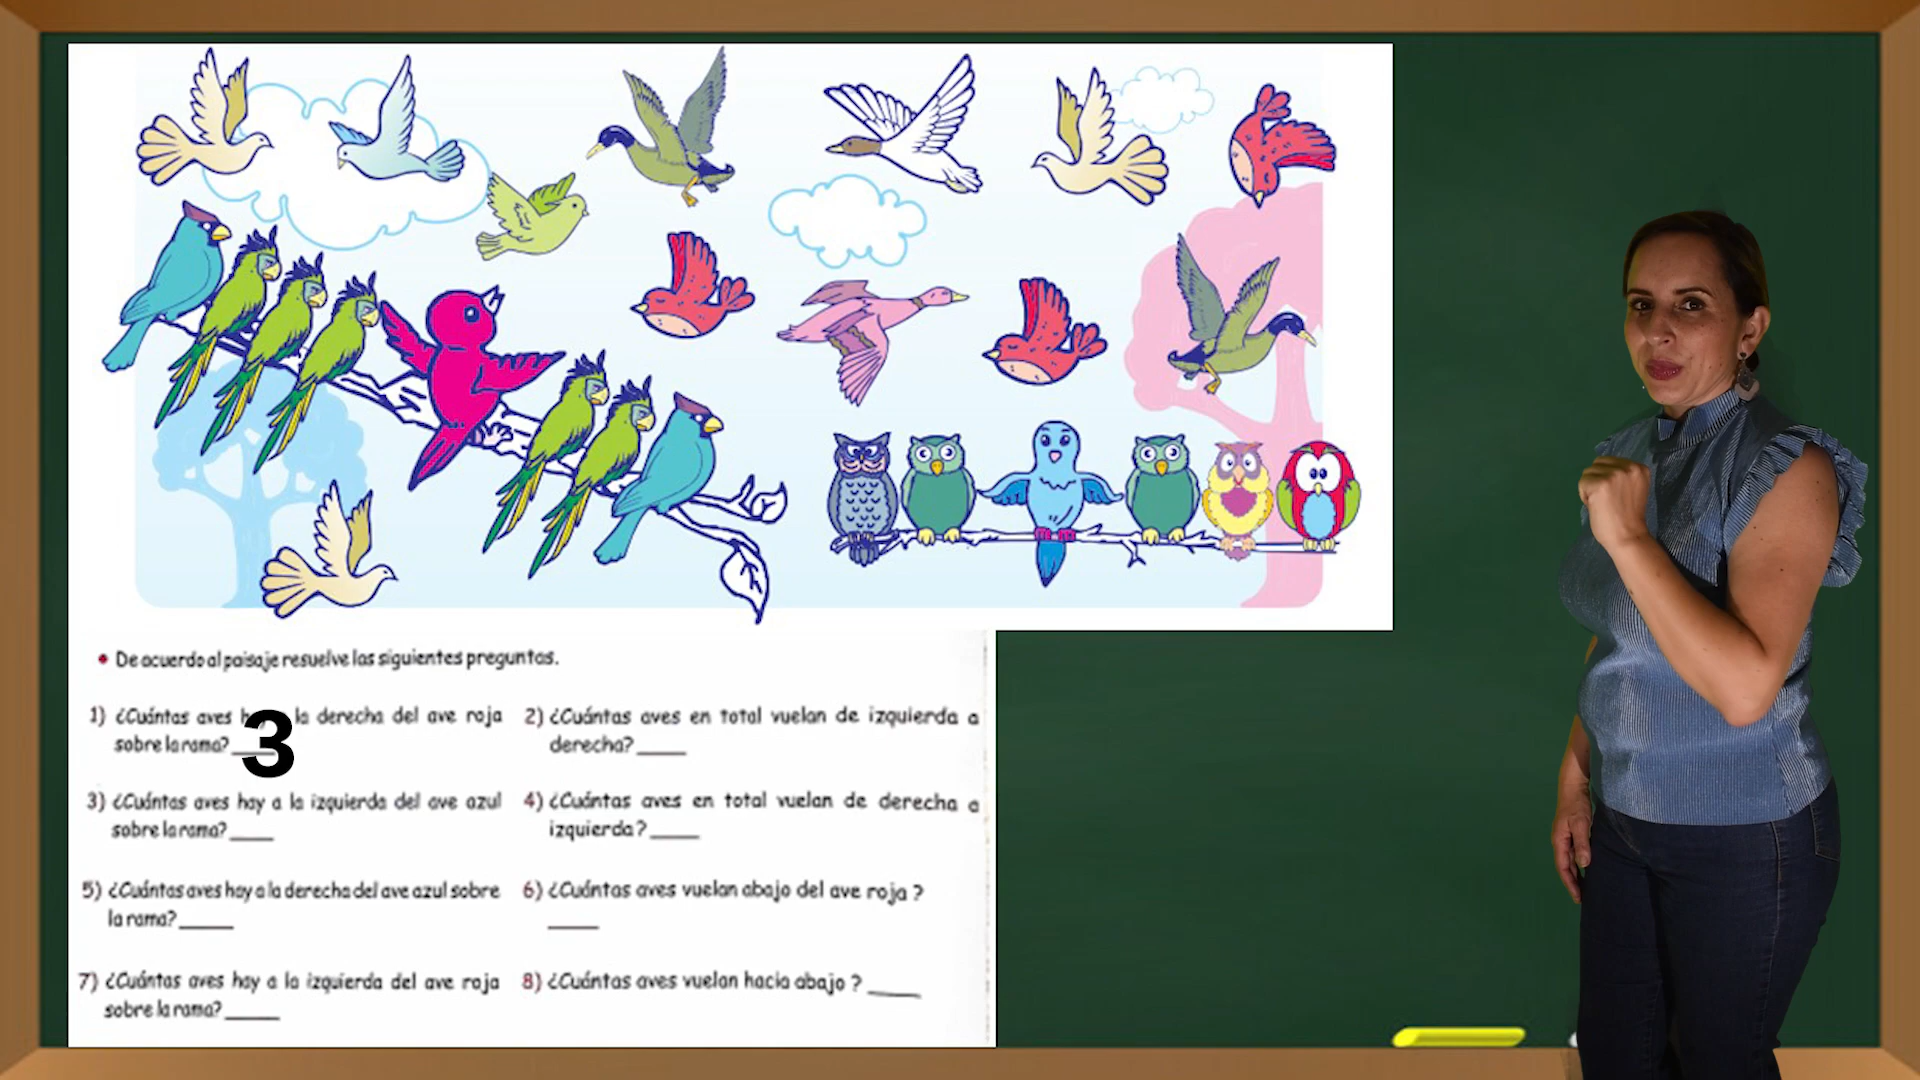 De acuerdo al paisaje resuelve las siguientes preguntas.
1) ¿Cuántas aves la derecha del ave roja
sobre la rama? 3
2) ¿Cuántas aves en total vuelan de izquierda a
derecha? ____
3) ¿Cuántas aves hay a la izquierda del ave azul
sobre la rama? ____
4) ¿Cuántas aves en total vuelan de derecha a
izquierda? ____
5) ¿Cuántas aves hay a la derecha del ave azul sobre
la rama? ____
6) ¿Cuántas aves vuelan abajo del ave roja ?
____
7) ¿Cuántas aves hay a la izquierda del ave roja
sobre la rama? ____
8) ¿Cuántas aves vuelan hacia abajo ? ____